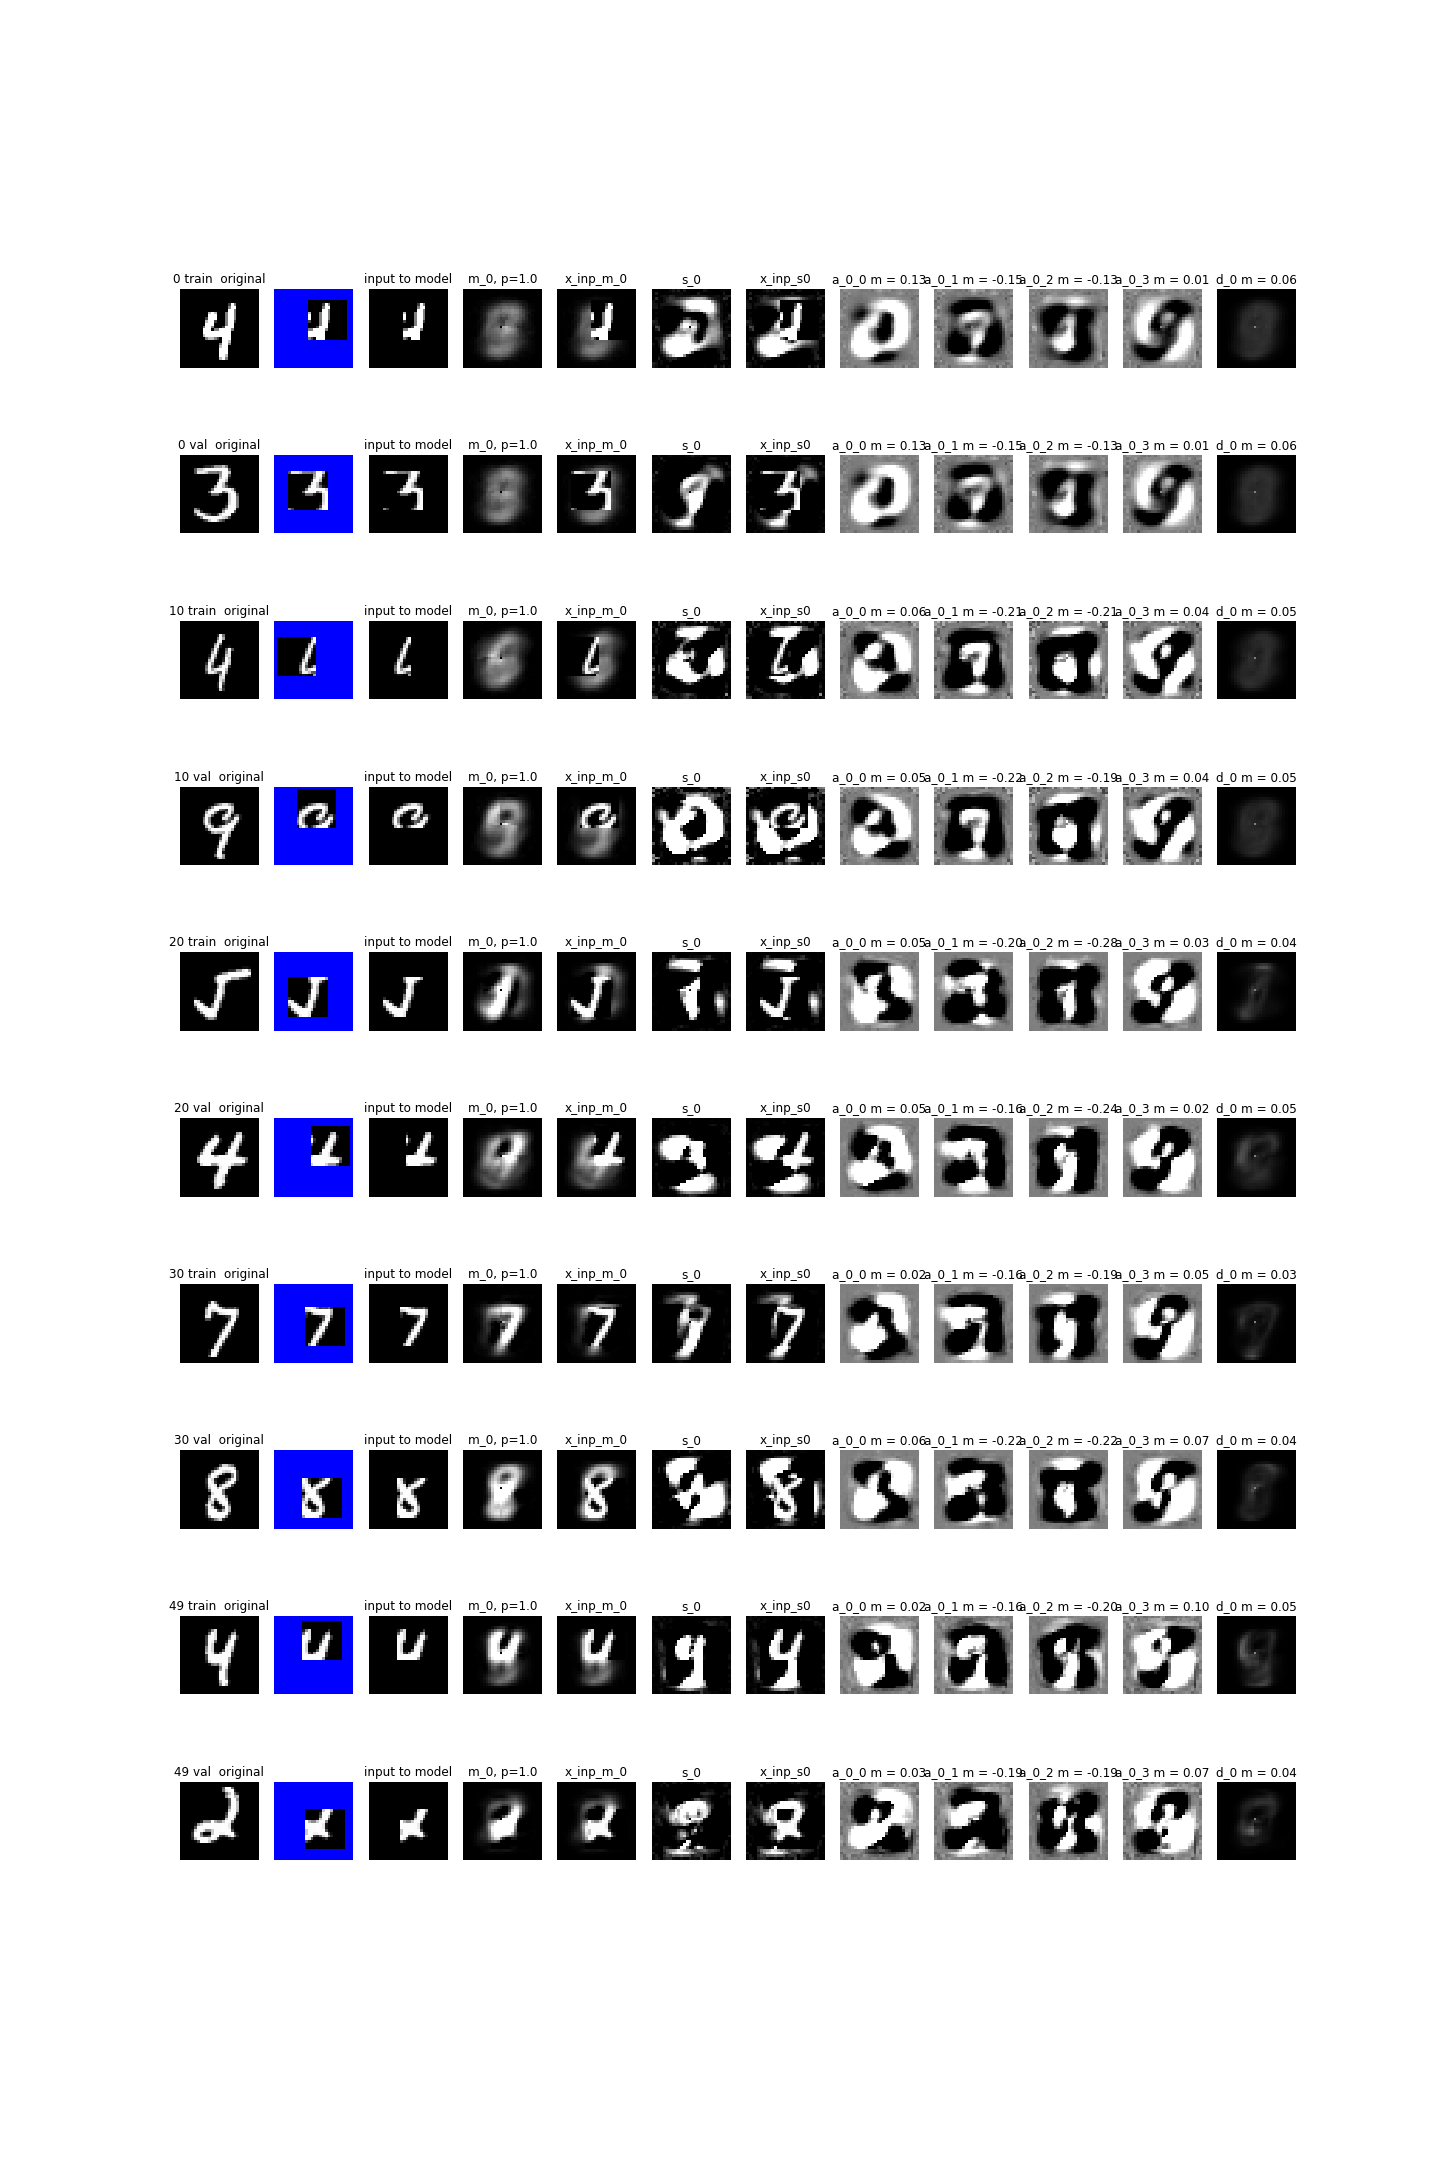 0 train  original input to model m_0, p=1.0 x_inp_m_0 s_0 x_inp_s0 a_0_0 m = 0.13 a_0_1 m = -0.15 a_0_2 m = -0.13 a_0_3 m = 0.01 d_0 m = 0.06
0 val  original input to model m_0, p=1.0 x_inp_m_0 s_0 x_inp_s0 a_0_0 m = 0.13 a_0_1 m = -0.15 a_0_2 m = -0.13 a_0_3 m = 0.01 d_0 m = 0.06
10 train  original input to model m_0, p=1.0 x_inp_m_0 s_0 x_inp_s0 a_0_0 m = 0.06 a_0_1 m = -0.21 a_0_2 m = -0.21 a_0_3 m = 0.04 d_0 m = 0.05
10 val  original input to model m_0, p=1.0 x_inp_m_0 s_0 x_inp_s0 a_0_0 m = 0.05 a_0_1 m = -0.22 a_0_2 m = -0.19 a_0_3 m = 0.04 d_0 m = 0.05
20 train  original input to model m_0, p=1.0 x_inp_m_0 s_0 x_inp_s0 a_0_0 m = 0.05 a_0_1 m = -0.20 a_0_2 m = -0.28 a_0_3 m = 0.03 d_0 m = 0.04
20 val  original input to model m_0, p=1.0 x_inp_m_0 s_0 x_inp_s0 a_0_0 m = 0.05 a_0_1 m = -0.16 a_0_2 m = -0.24 a_0_3 m = 0.02 d_0 m = 0.05
30 train  original input to model m_0, p=1.0 x_inp_m_0 s_0 x_inp_s0 a_0_0 m = 0.02 a_0_1 m = -0.16 a_0_2 m = -0.19 a_0_3 m = 0.05 d_0 m = 0.03
30 val  original input to model m_0, p=1.0 x_inp_m_0 s_0 x_inp_s0 a_0_0 m = 0.06 a_0_1 m = -0.22 a_0_2 m = -0.22 a_0_3 m = 0.07 d_0 m = 0.04
49 train  original input to model m_0, p=1.0 x_inp_m_0 s_0 x_inp_s0 a_0_0 m = 0.02 a_0_1 m = -0.16 a_0_2 m = -0.20 a_0_3 m = 0.10 d_0 m = 0.05
49 val  original input to model m_0, p=1.0 x_inp_m_0 s_0 x_inp_s0 a_0_0 m = 0.03 a_0_1 m = -0.19 a_0_2 m = -0.19 a_0_3 m = 0.07 d_0 m = 0.04